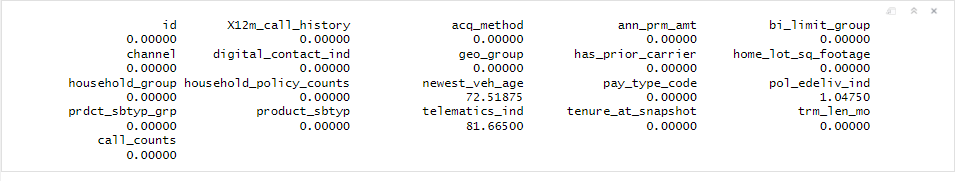 id X12m_call_history acq_method ann_prm_amt bi_limit_group
0.00000 0.00000 0.00000 0.00000 0.00000
channel digital_contact_ind geo_group has_prior_carrier home_lot_sq_footage
0.00000 0.00000 0.00000 0.00000 0.00000
household_group household_policy_counts newest_veh_age pay_type_code pol_edeliv_ind
0.00000 0.00000 72.51875 0.00000 1.04750
prdct_sbtyp_grp product_sbtyp telematics_ind tenure_at_snapshot trm_len_mo
0.00000 0.00000 81.66500 0.00000 0.00000
call_counts
0.00000